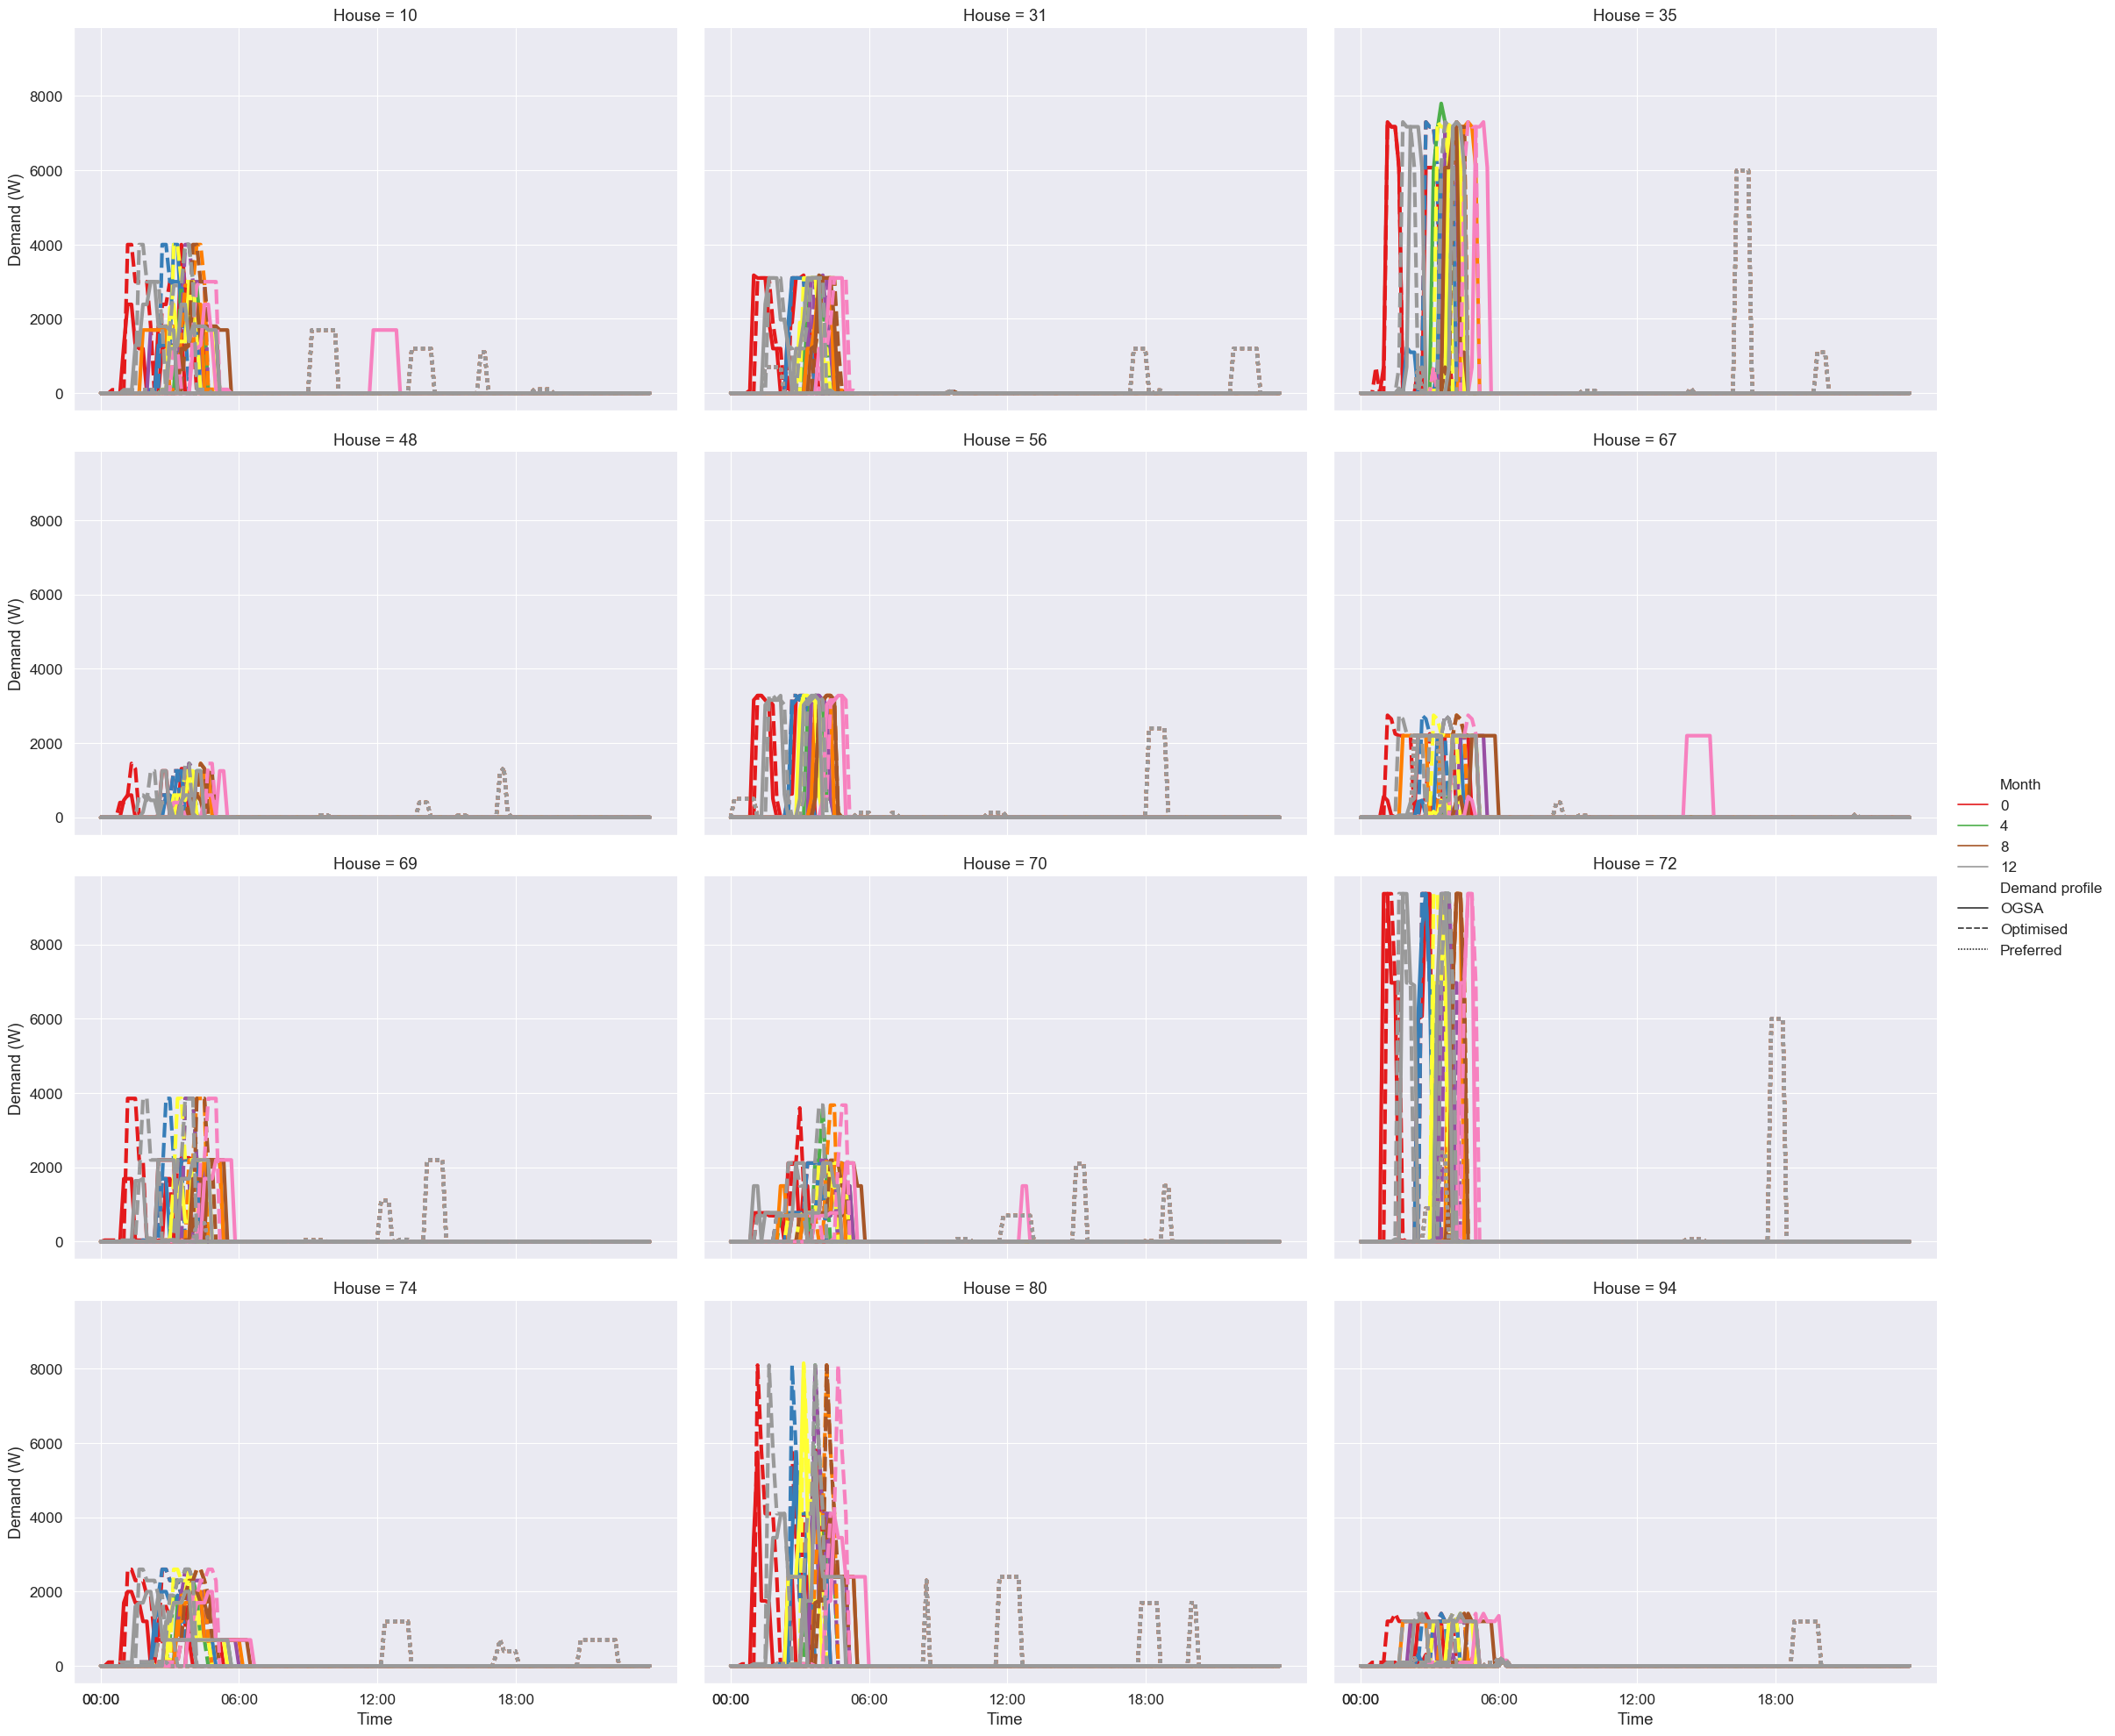 House = 10
House = 31
House = 35
Demand (W)
8000
6000
4000
2000
0
House = 48
House = 56
House = 67
Demand (W)
8000
6000
4000
2000
0
House = 69
House = 70
House = 72
Demand (W)
8000
6000
4000
2000
0
House = 74
House = 80
House = 94
Demand (W)
8000
6000
4000
2000
0
00:00 06:00 12:00 18:00
Time
00:00 06:00 12:00 18:00
Time
00:00 06:00 12:00 18:00
Time
Month
0
4
8
12
Demand profile
OGSA
Optimised
Preferred